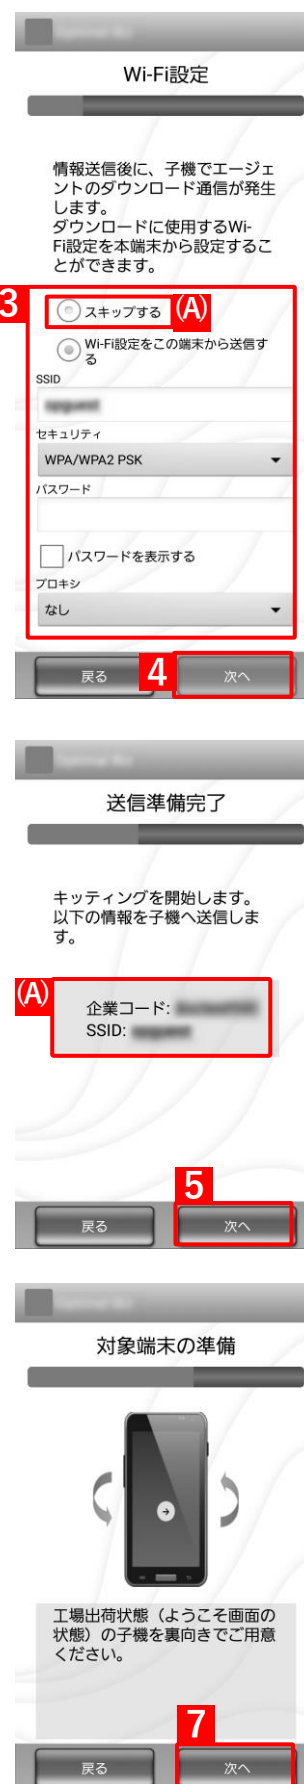 Wi-Fi設定
情報送信後に、子機でエージェ
ントのダウンロード通信が発生
します。
ダウンロードに使用するWi-
Fi設定を本端末から設定するこ
とができます。
3
スキップする (A)
Wi-Fi設定をこの端末から送信す
る
SSID
セキュリティ
WPA/WPA2 PSK
パスワード
パスワードを表示する
プロキシ
なし
戻る 4 次へ
送信準備完了
キッティングを開始します。
以下の情報を子機へ送信しま
す。
(A)
企業コード:
SSID:
5
戻る 次へ
対象端末の準備
工場出荷状態（ようこそ画面の
状態）の子機を裏向きでご用意
ください。
7
戻る 次へ